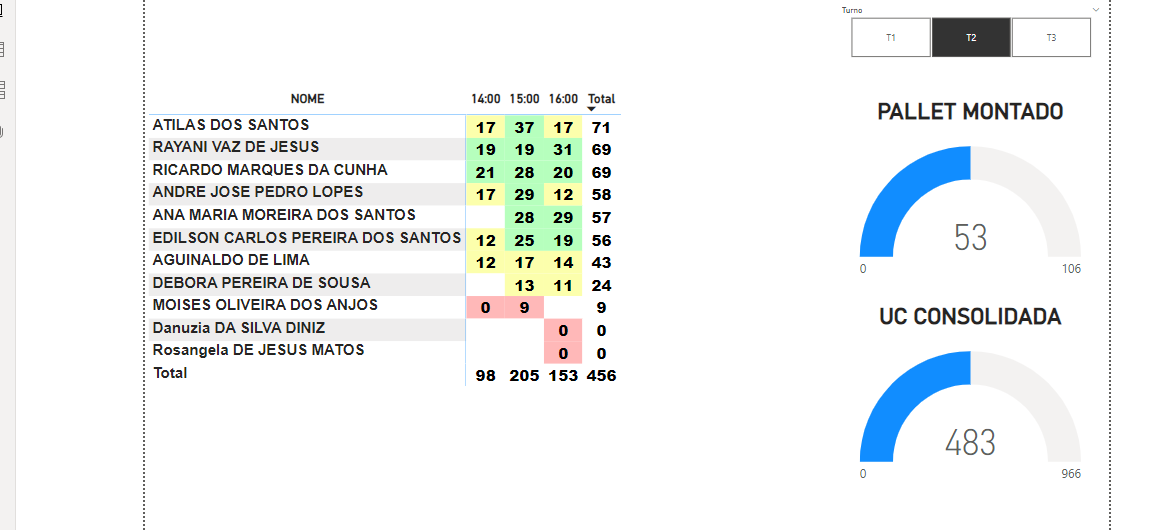 Turno
T1 T2 T3
NOME 14:00 15:00 16:00 Total
ATILAS DOS SANTOS 17 37 17 71
RAYANI VAZ DE JESUS 19 19 31 69
RICARDO MARQUES DA CUNHA 21 28 20 69
ANDRE JOSE PEDRO LOPES 17 29 12 58
ANA MARIA MOREIRA DOS SANTOS 28 29 57
EDILSON CARLOS PEREIRA DOS SANTOS 12 25 19 56
AGUINALDO DE LIMA 12 17 14 43
DEBORA PEREIRA DE SOUSA 13 11 24
MOISES OLIVEIRA DOS ANJOS 0 9 9
Danuzia DA SILVA DINIZ 0 0
Rosangela DE JESUS MATOS 0 0
Total 98 205 153 456
PALLET MONTADO
53
0 106
UC CONSOLIDADA
483
0 966